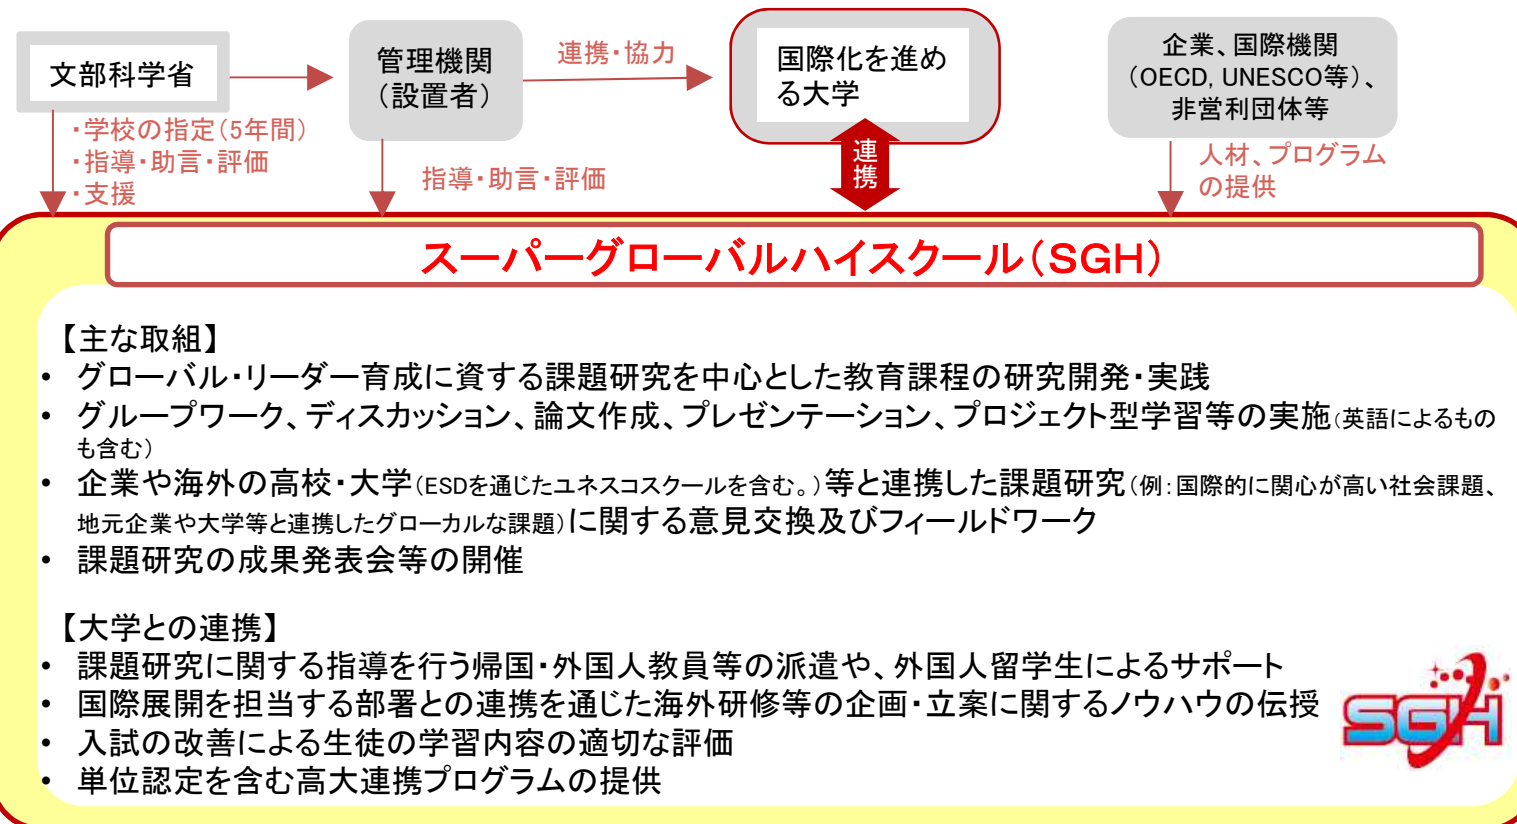 文部科学省
管理機関
（設置者）
連携・協力
国際化を進め
る大学
企業、国際機関
（OECD, UNESCO等）、
非営利団体等
・学校の指定（5年間）
・指導・助言・評価
・支援
指導・助言・評価
連携
人材、プログラム
の提供
スーパーグローバルハイスクール（SGH）
【主な取組】
• グローバル・リーダー育成に資する課題研究を中心とした教育課程の研究開発・実践
• グループワーク、ディスカッション、論文作成、プレゼンテーション、プロジェクト型学習等の実施（英語によるもの
も含む）
• 企業や海外の高校・大学（ESDを通じたユネスコスクールを含む。）等と連携した課題研究（例：国際的に関心が高い社会課題、
地元企業や大学等と連携したグローカルな課題）に関する意見交換及びフィールドワーク
• 課題研究の成果発表会等の開催
【大学との連携】
• 課題研究に関する指導を行う帰国・外国人教員等の派遣や、外国人留学生によるサポート
• 国際展開を担当する部署との連携を通じた海外研修等の企画・立案に関するノウハウの伝授
• 入試の改善による生徒の学習内容の適切な評価
• 単位認定を含む高大連携プログラムの提供
SGH